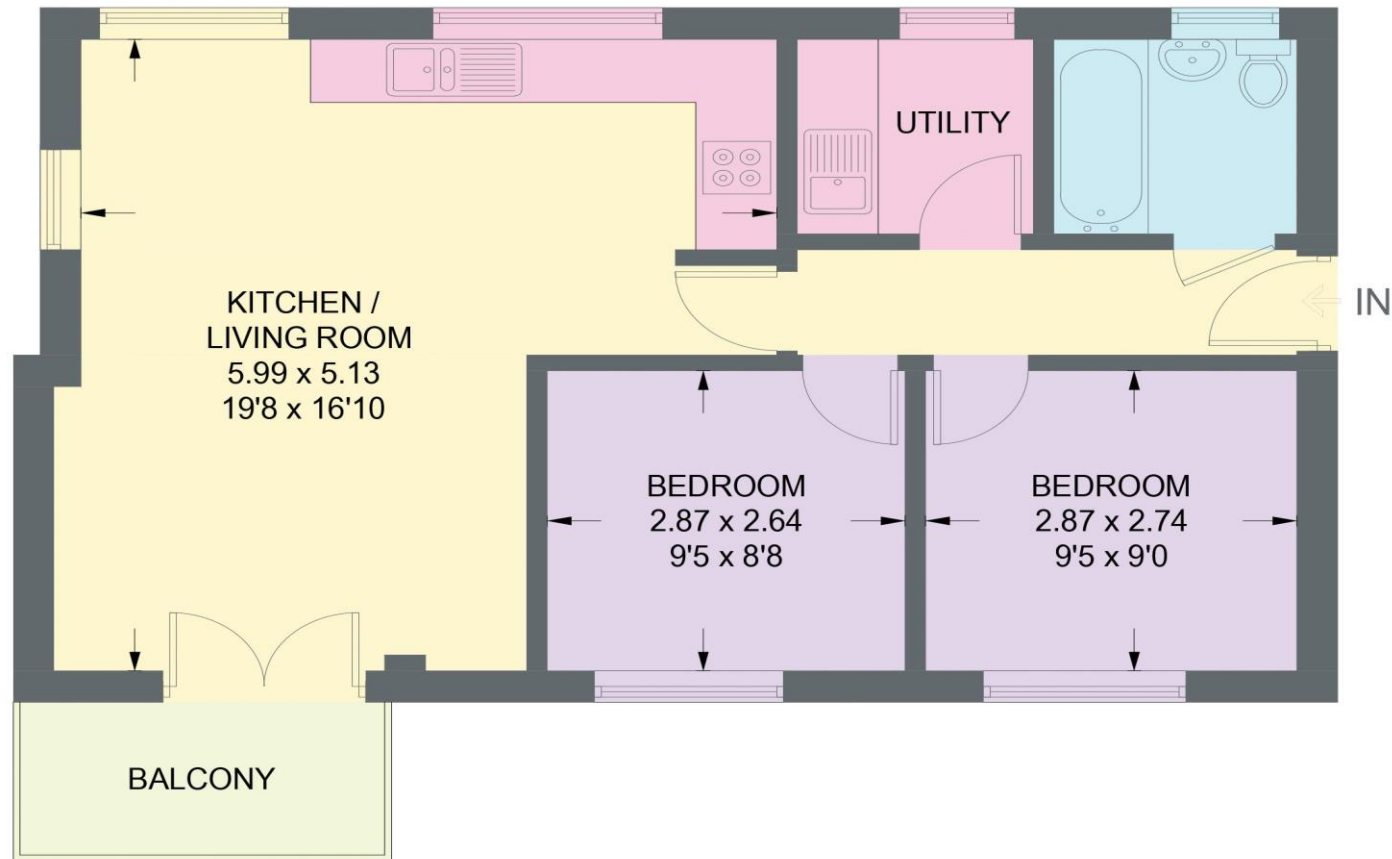 UTILITY
IN
KITCHEN /
LIVING ROOM
5.99 x 5.13
19'8 x 16'10
BEDROOM
2.87 x 2.64
9'5 x 8'8
BEDROOM
2.87 x 2.74
9'5 x 9'0
BALCONY